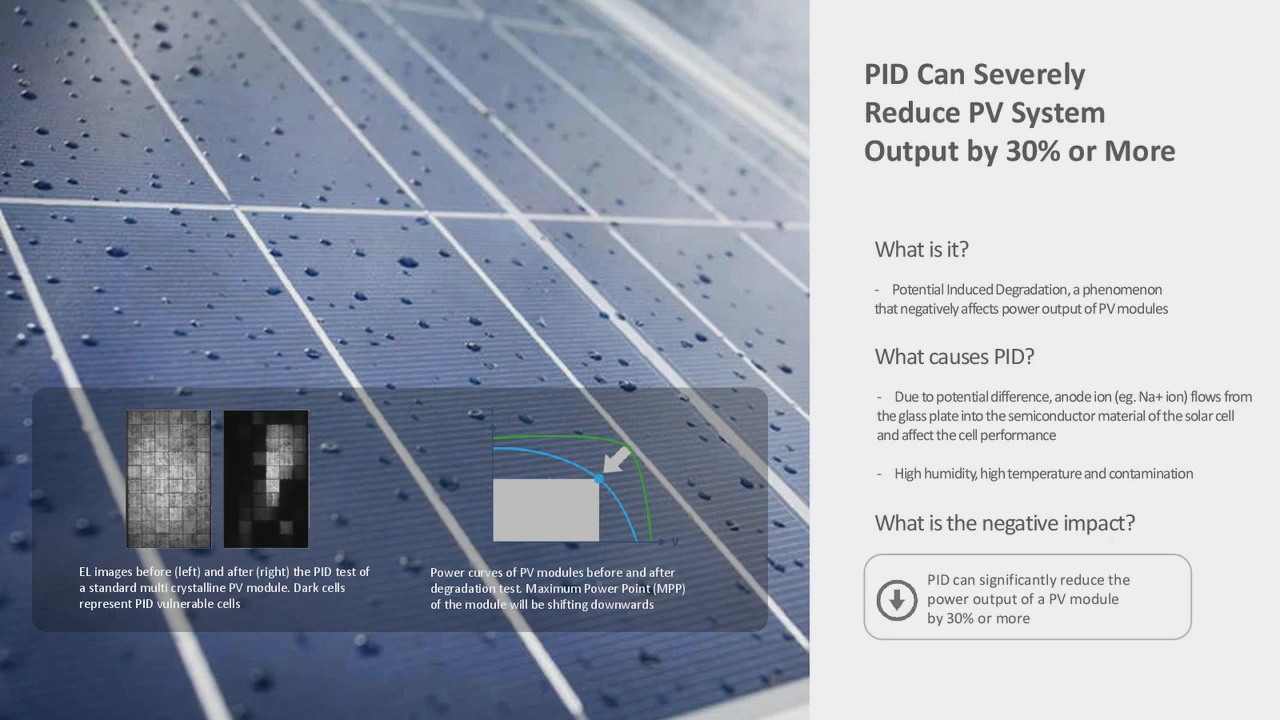 PID Can Severely
Reduce PV System
Output by 30% or More
What is it?
- Potential Induced Degradation, a phenomenon
that negatively affects power output of PV modules
What causes PID?
- Due to potential difference, anode ion (eg. Na+ ion) flows from
the glass plate into the semiconductor material of the solar cell
and affect the cell performance
- High humidity, high temperature and contamination
What is the negative impact?
PID can significantly reduce the
power output of a PV module
by 30% or more
EL images before (left) and after (right) the PID test of
a standard multi crystalline PV module. Dark cells
represent PID vulnerable cells
V
Power curves of PV modules before and after
degradation test. Maximum Power Point (MPP)
of the module will be shifting downwards